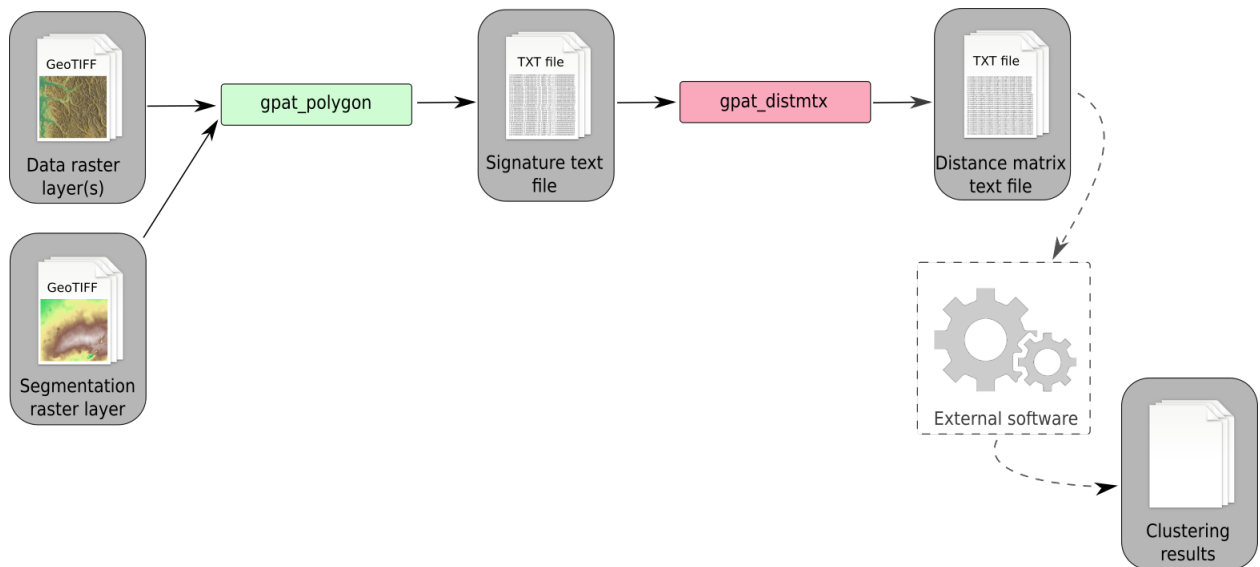 GeoTIFF
Data raster
layer(s)
gpat_polygon
TXT file
Signature text
file
gpat_distmtx
TXT file
Distance matrix
text file
GeoTIFF
Segmentation
raster layer
External software
Clustering
results